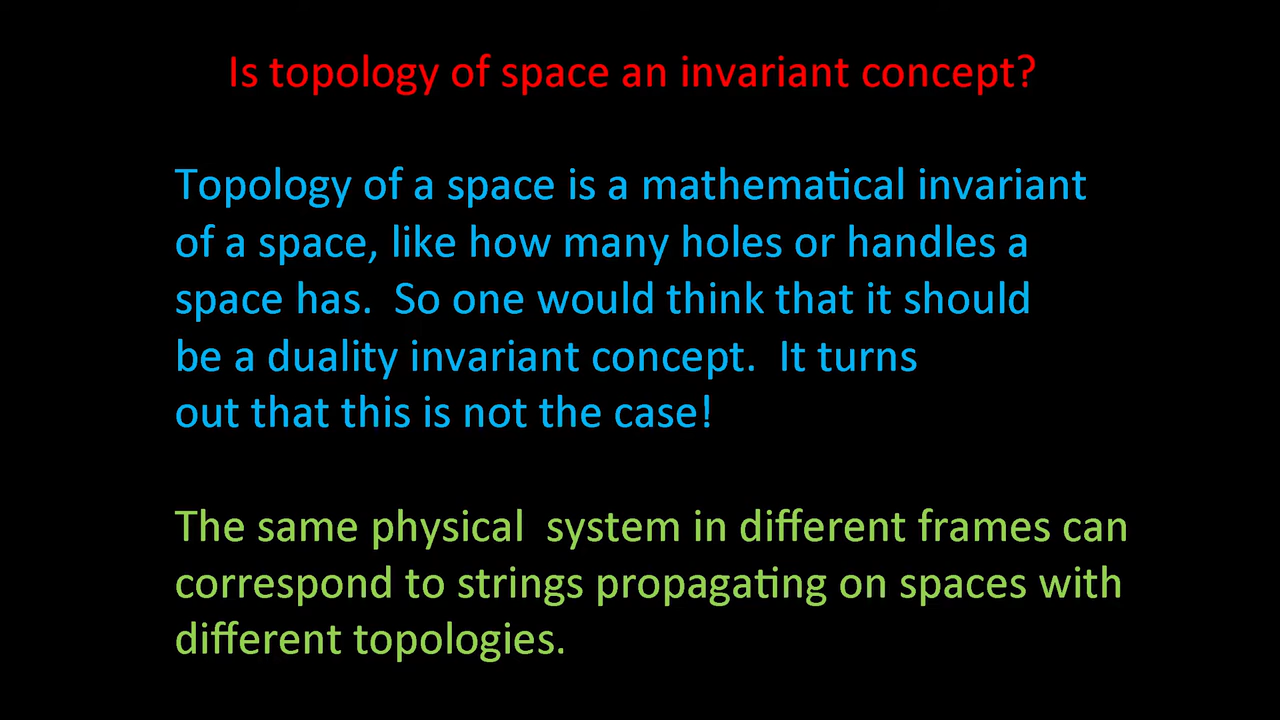 Is topology of space an invariant concept?
Topology of a space is a mathematical invariant
of a space, like how many holes or handles a
space has.  So one would think that it should
be a duality invariant concept.  It turns
out that this is not the case!
The same physical  system in different frames can
correspond to strings propagating on spaces with
different topologies.